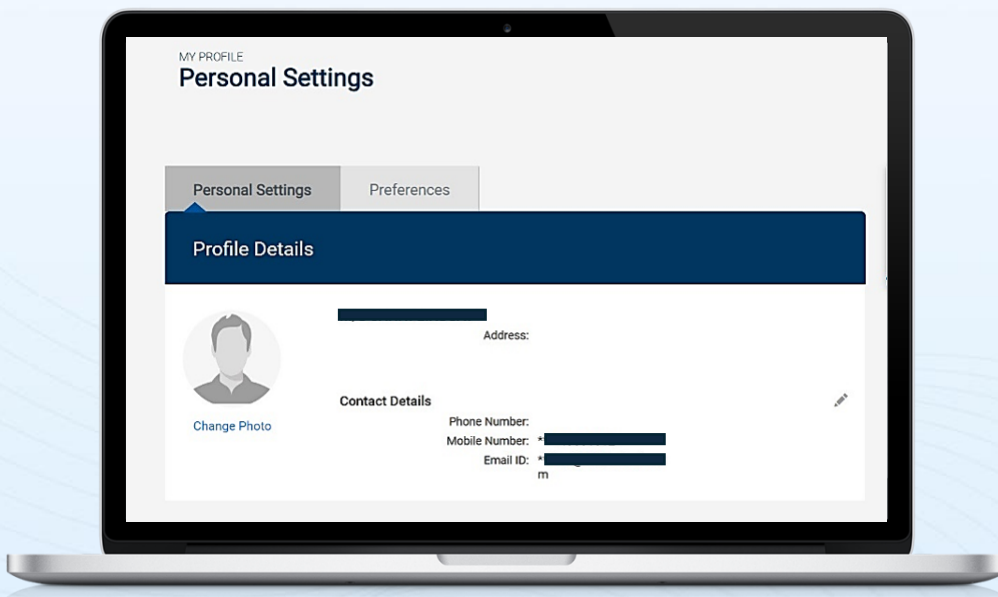 MY PROFILE
Personal Settings
Personal Settings Preferences
Profile Details
Address:
Contact Details
Change Photo
Phone Number:
Mobile Number: *
Email ID: *
m